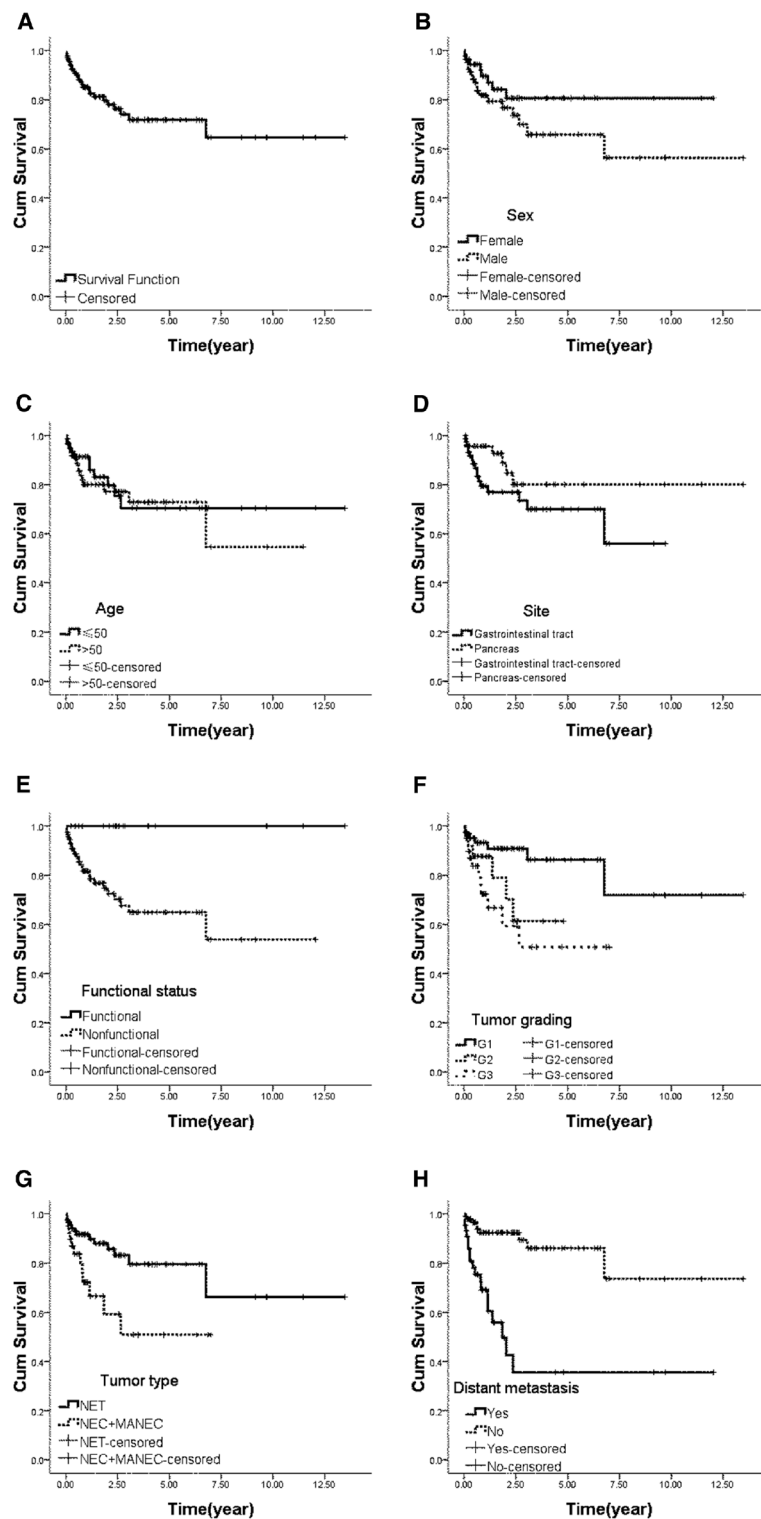 A
Cum Survival
1.0
0.8
0.6
0.4
0.2
0.0
Survival Function
Censored
0.00 2.50 5.00 7.50 10.00 12.50
Time(year)
B
Cum Survival
1.0
0.8
0.6
0.4
0.2
0.0
Sex
Female
Male
Female-censored
Male-censored
0.00 2.50 5.00 7.50 10.00 12.50
Time(year)
C
Cum Survival
1.0
0.8
0.6
0.4
0.2
0.0
Age
≤50
>50
≤50-censored
>50-censored
0.00 2.50 5.00 7.50 10.00 12.50
Time(year)
D
Cum Survival
1.0
0.8
0.6
0.4
0.2
0.0
Site
Gastrointestinal tract
Pancreas
Gastrointestinal tract-censored
Pancreas-censored
0.00 2.50 5.00 7.50 10.00 12.50
Time(year)
E
Cum Survival
1.0
0.8
0.6
0.4
0.2
0.0
Functional status
Functional
Nonfunctional
Functional-censored
Nonfunctional-censored
0.00 2.50 5.00 7.50 10.00 12.50
Time(year)
F
Cum Survival
1.0
0.8
0.6
0.4
0.2
0.0
Tumor grading
G1 G1-censored
G2 G2-censored
G3 G3-censored
0.00 2.50 5.00 7.50 10.00 12.50
Time(year)
G
Cum Survival
1.0
0.8
0.6
0.4
0.2
0.0
Tumor type
NET
NEC+MANEC
NET-censored
NEC+MANEC-censored
0.00 2.50 5.00 7.50 10.00 12.50
Time(year)
H
Cum Survival
1.0
0.8
0.6
0.4
0.2
0.0
Distant metastasis
Yes
No
Yes-censored
No-censored
0.00 2.50 5.00 7.50 10.00 12.50
Time(year)